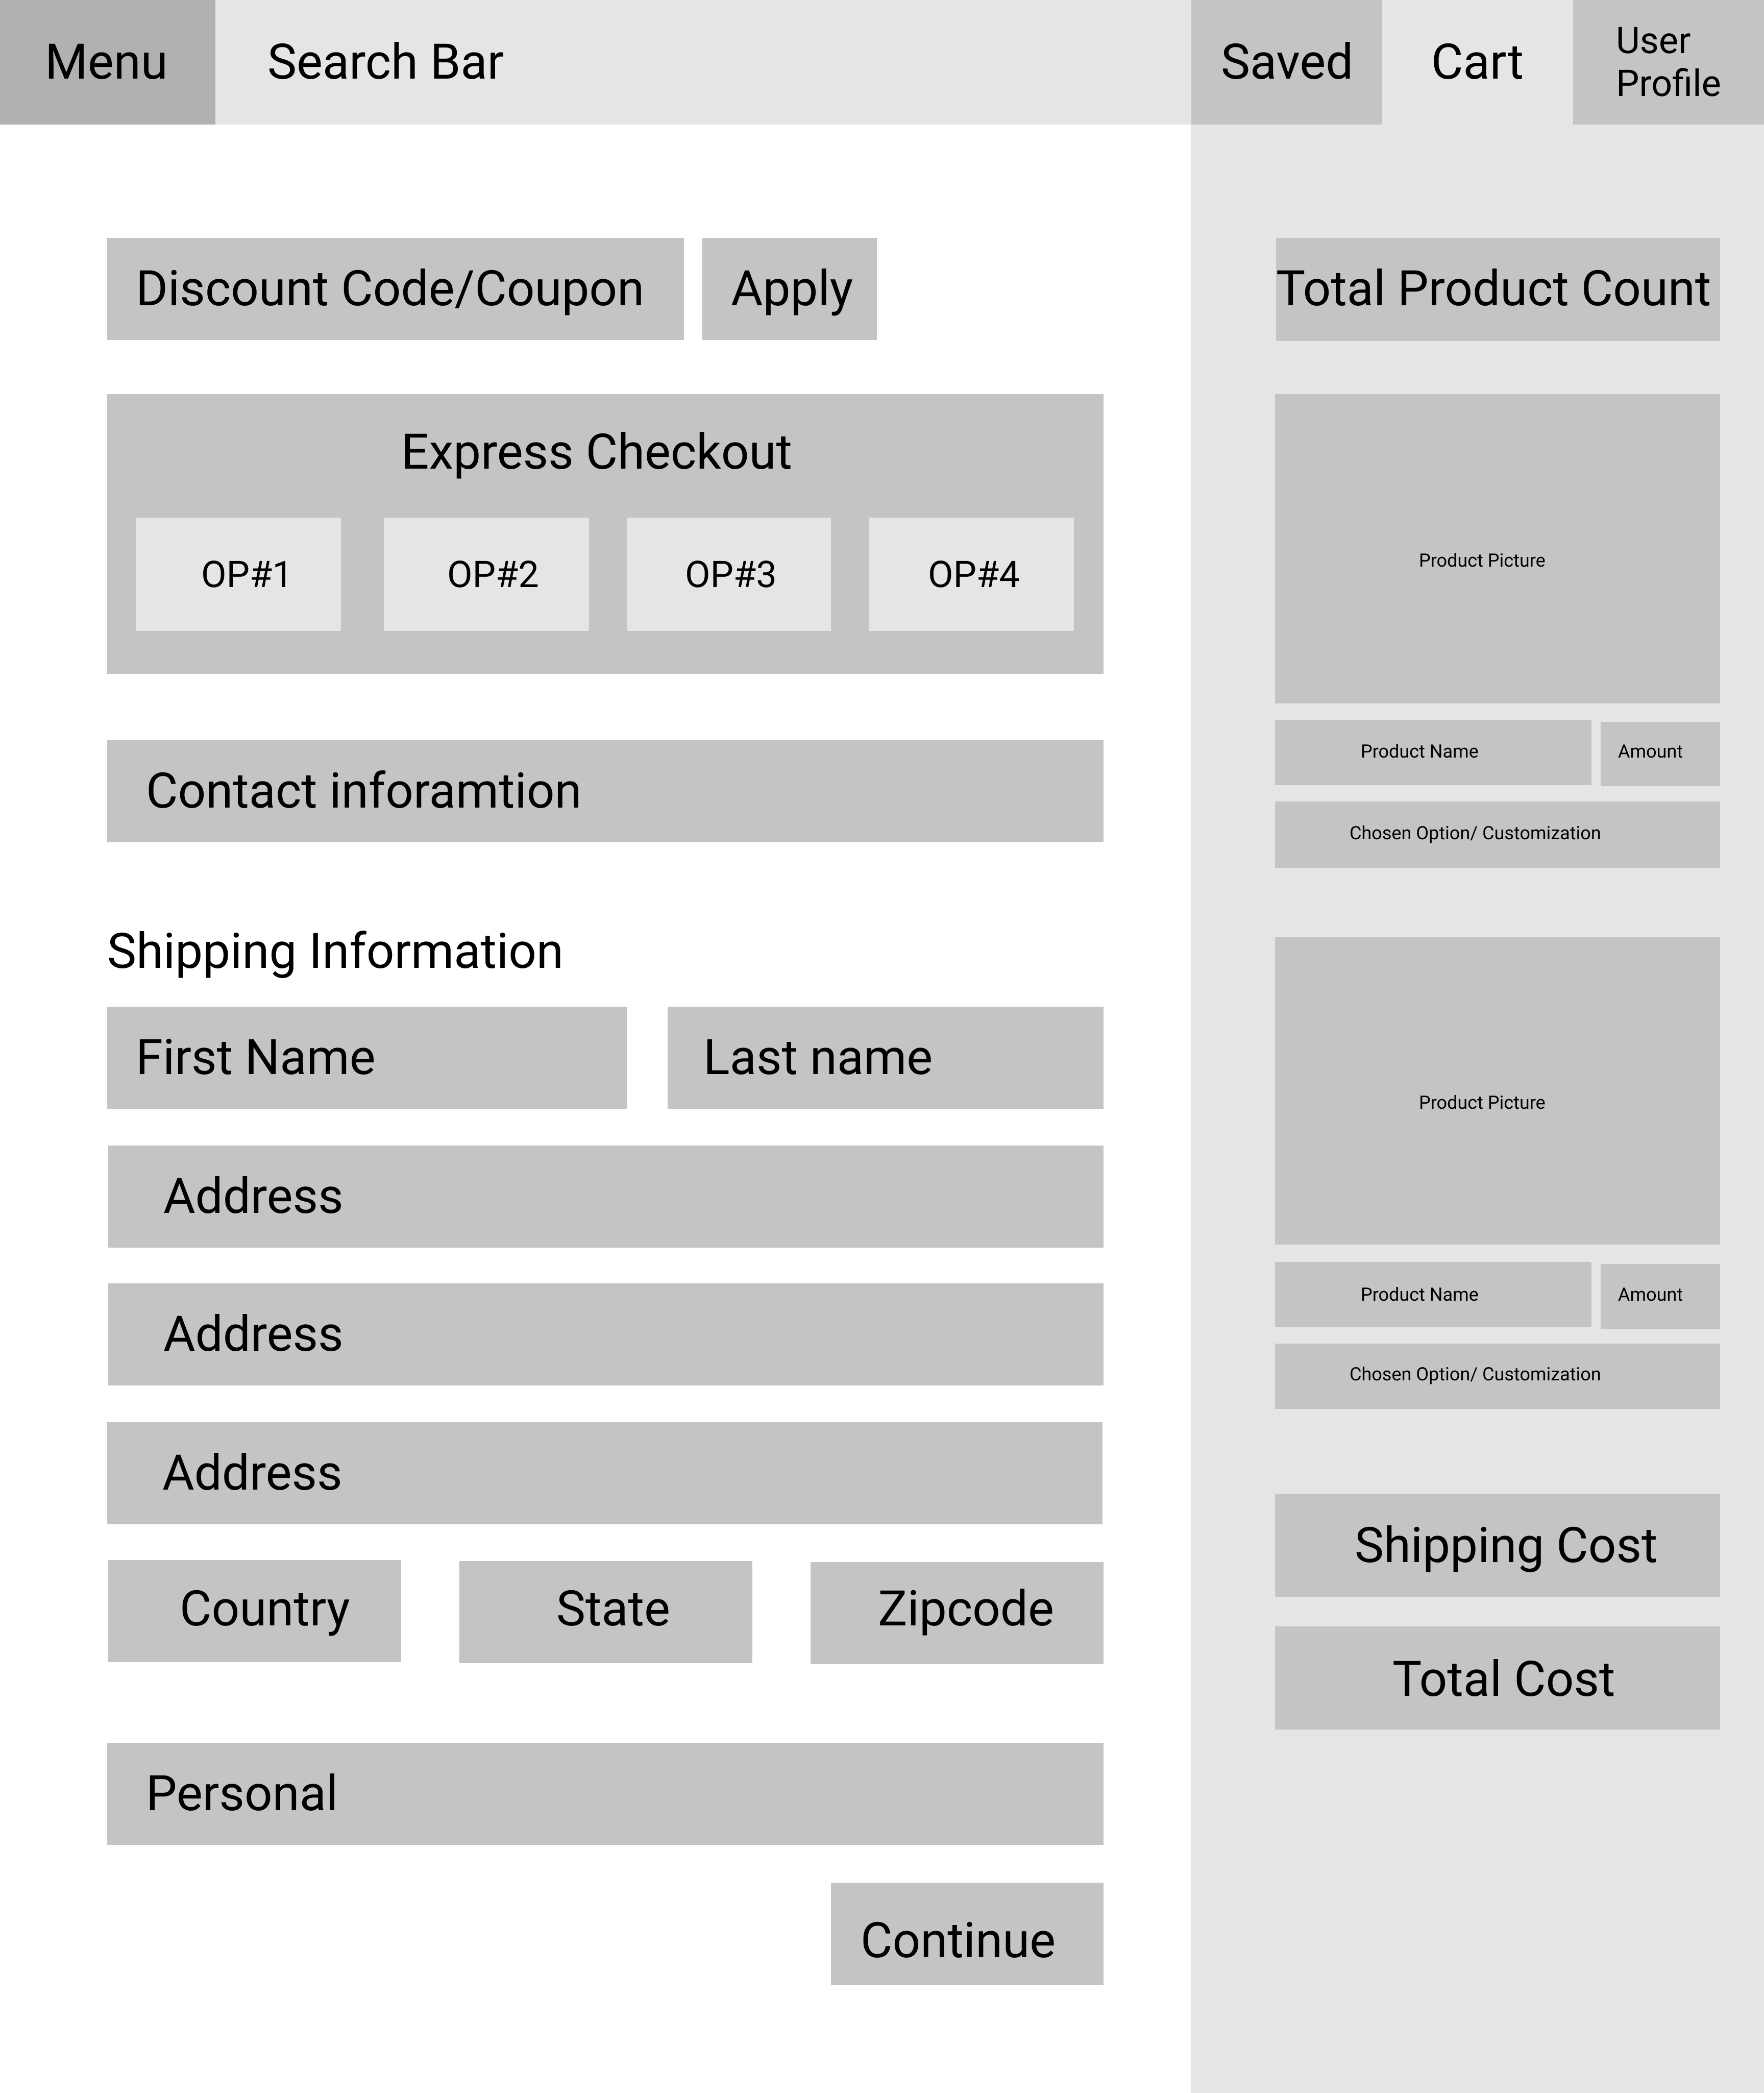 Menu
Search Bar
Saved
Cart
User
Profile
Discount Code/Coupon
Apply
Express Checkout
OP#1
OP#2
OP#3
OP#4
Contact inforamtion
Shipping Information
First Name
Last name
Address
Address
Address
Country
State
Zipcode
Personal
Continue
Total Product Count
Product Picture
Product Name
Amount
Chosen Option/ Customization
Product Picture
Product Name
Amount
Chosen Option/ Customization
Shipping Cost
Total Cost